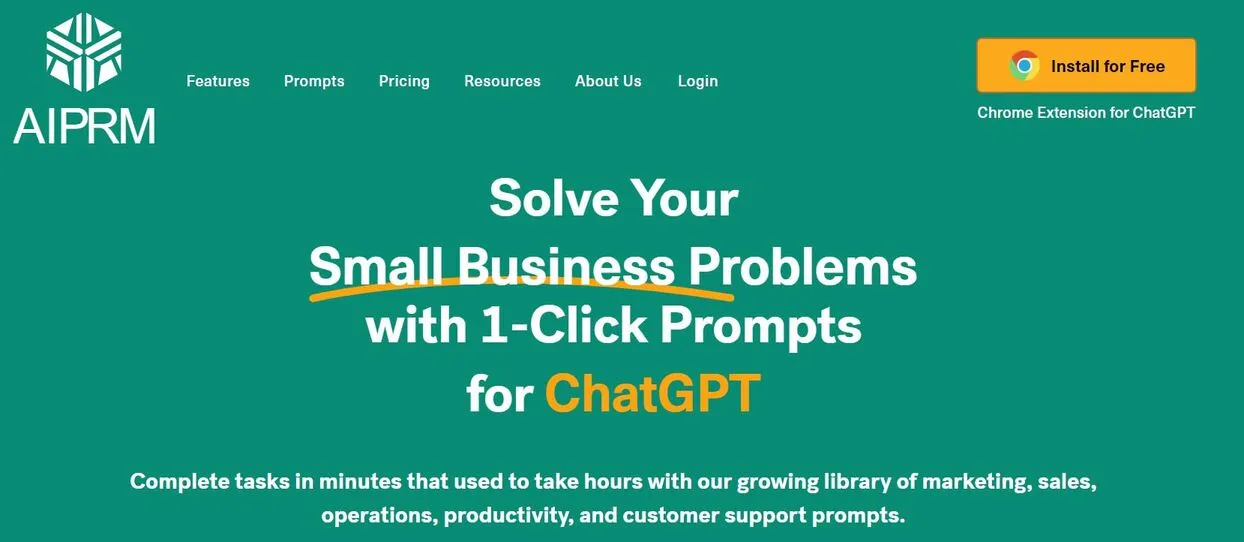 AIPRM
Features
Prompts
Pricing
Resources
About Us
Login
Install for Free
Chrome Extension for ChatGPT
Solve Your
Small Business Problems
with 1-Click Prompts
for ChatGPT
Complete tasks in minutes that used to take hours with our growing library of marketing, sales,
operations, productivity, and customer support prompts.